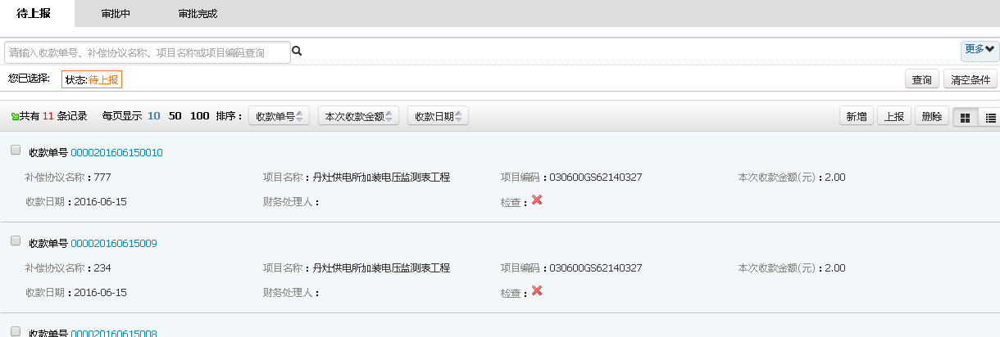 待上报 审批中 审批完成
请输入收款单号、补偿协议名称、项目名称或项目编码查询 更多
您已选择: 状态:待上报 查询 清空条件
共有 11 条记录 每页显示 10 50 100 排序： 收款单号 本次收款金额 收款日期 新增 上报 删除
收款单号 0000201606150010
补偿协议名称：777 项目名称：丹灶供电所加装电压监测表工程 项目编码：030600GS62140327 本次收款金额(元)：2.00
收款日期：2016-06-15 财务处理人： 检查：
收款单号 000020160615009
补偿协议名称：234 项目名称：丹灶供电所加装电压监测表工程 项目编码：030600GS62140327 本次收款金额(元)：2.00
收款日期：2016-06-15 财务处理人： 检查：
收款单号 000020160615008